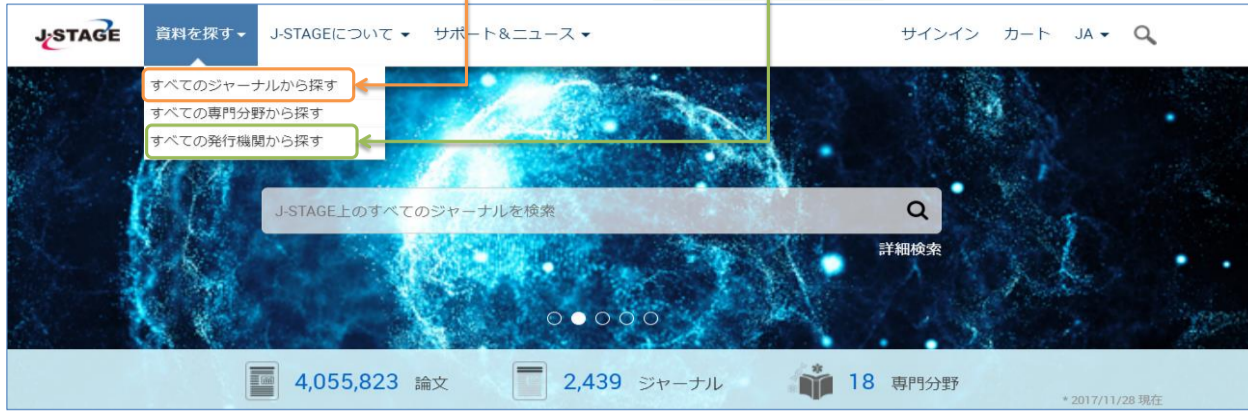 J-STAGE 資料を探す J-STAGEについて サポート＆ニュース サインイン カート JA
すべてのジャーナルから探す
すべての専門分野から探す
すべての発行機関から探す
J-STAGE上のすべてのジャーナルを検索
詳細検索
4,055,823 論文 2,439 ジャーナル 18 専門分野
* 2017/11/28 現在